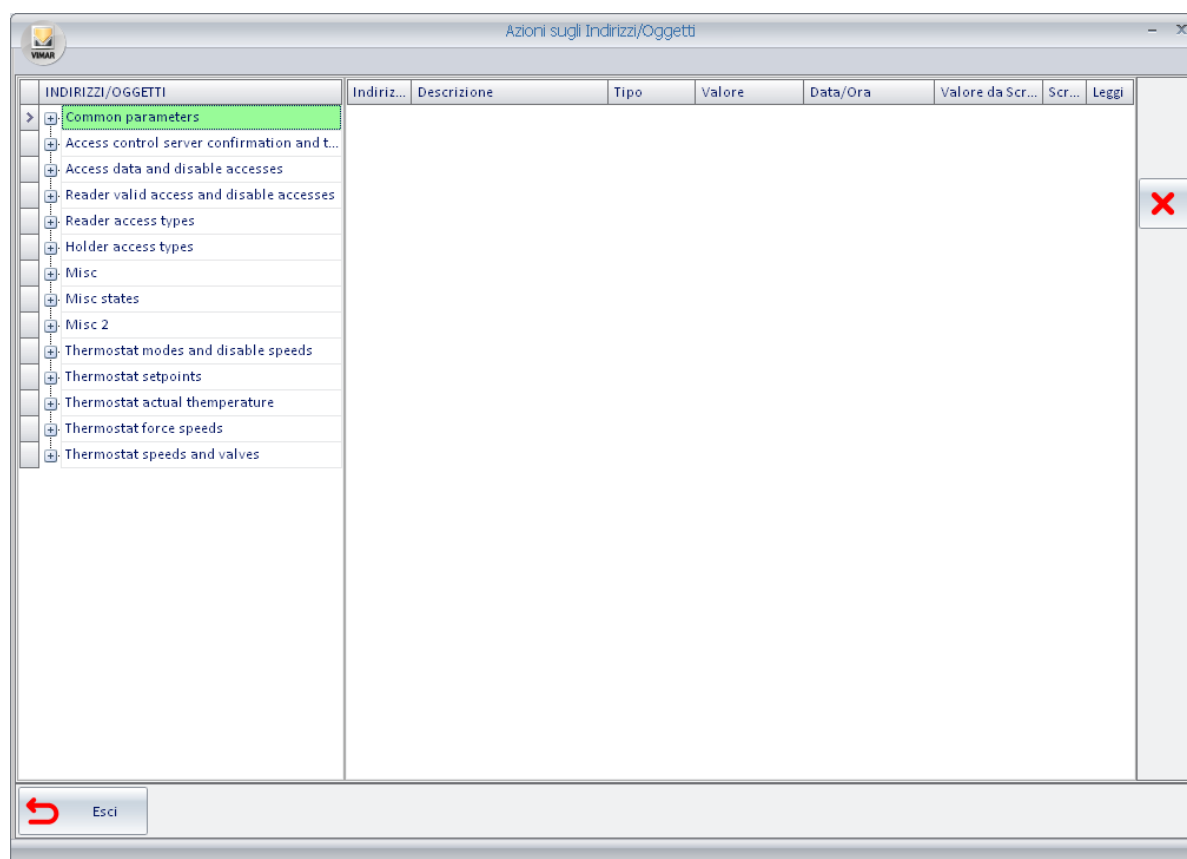 Azioni sugli Indirizzi/Oggetti
VIMAR
INDIRIZZI/OGGETTI Indiriz... Descrizione Tipo Valore Data/Ora Valore da Scr... Scr... Leggi
Common parameters
Access control server confirmation and t...
Access data and disable accesses
Reader valid access and disable accesses
Reader access types
Holder access types
Misc
Misc states
Misc 2
Thermostat modes and disable speeds
Thermostat setpoints
Thermostat actual themperature
Thermostat force speeds
Thermostat speeds and valves
Esci